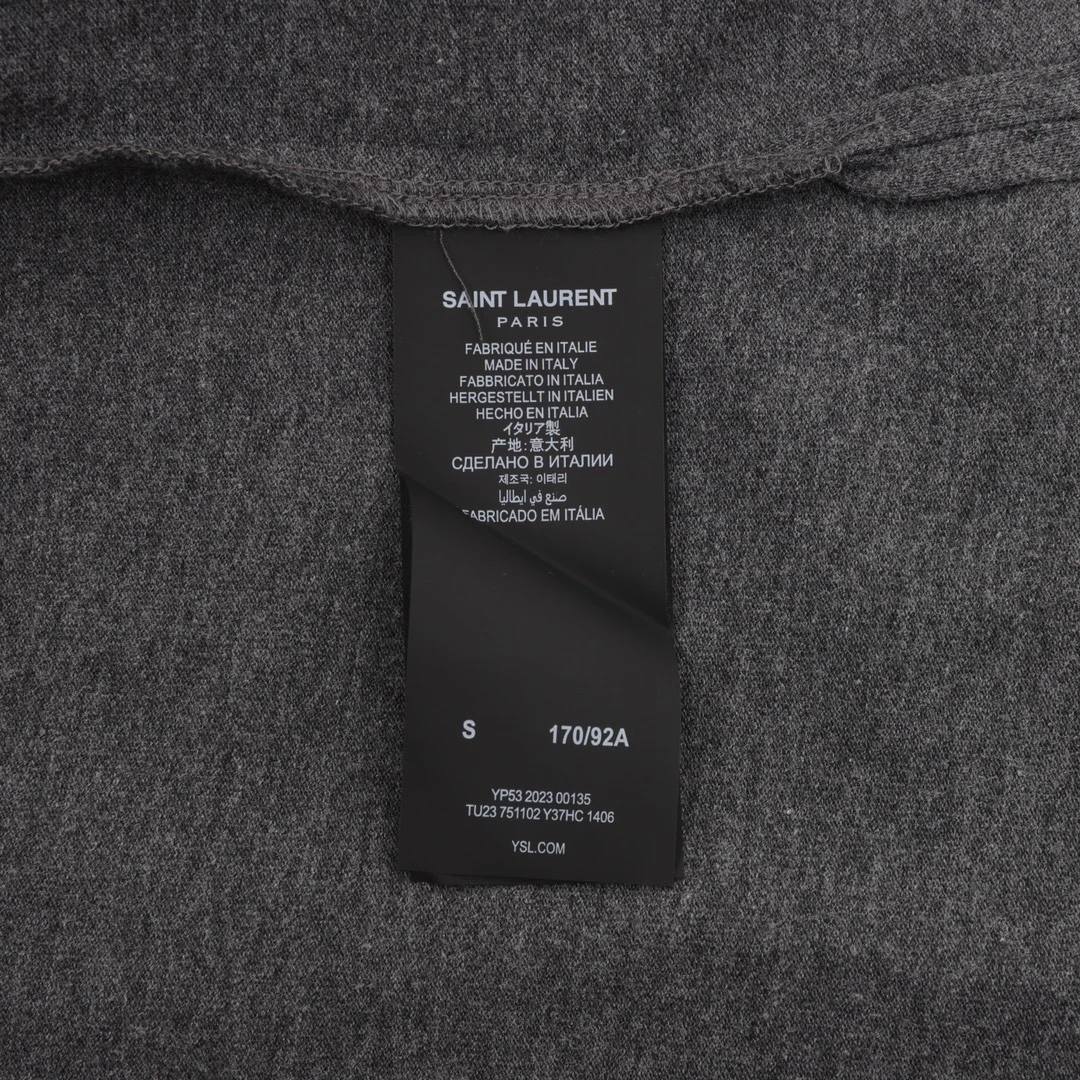 SAINT LAURENT
PARIS
FABRIQUÉ EN ITALIE
MADE IN ITALY
FABBRICATO IN ITALIA
HERGESTELLT IN ITALIEN
HECHO EN ITALIA
イタリア製
产地:意大利
СДЕЛАНО В ИТАЛИИ
제조국: 이태리
صنع في ايطاليا
FABRICADO EM ITÁLIA
S 170/92A
YP53 2023 00135
TU23 751102 Y37HC 1406
YSL.COM